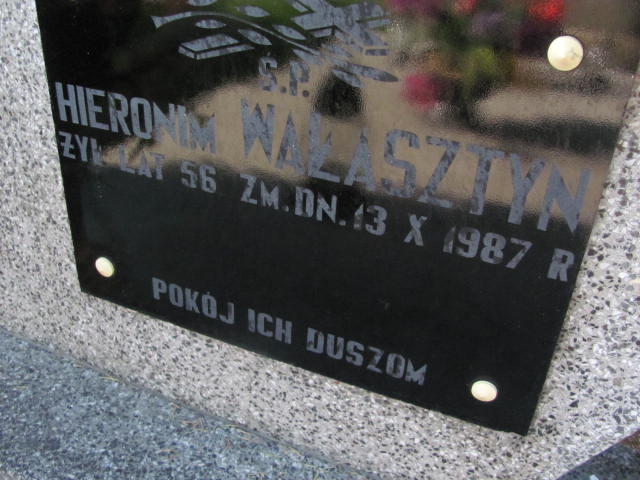 Ś.P.
HIERONIM WAŁASZTYN
ŻYŁ LAT 56 ZM. DN. 13 X 1987 R
POKÓJ ICH DUSZOM